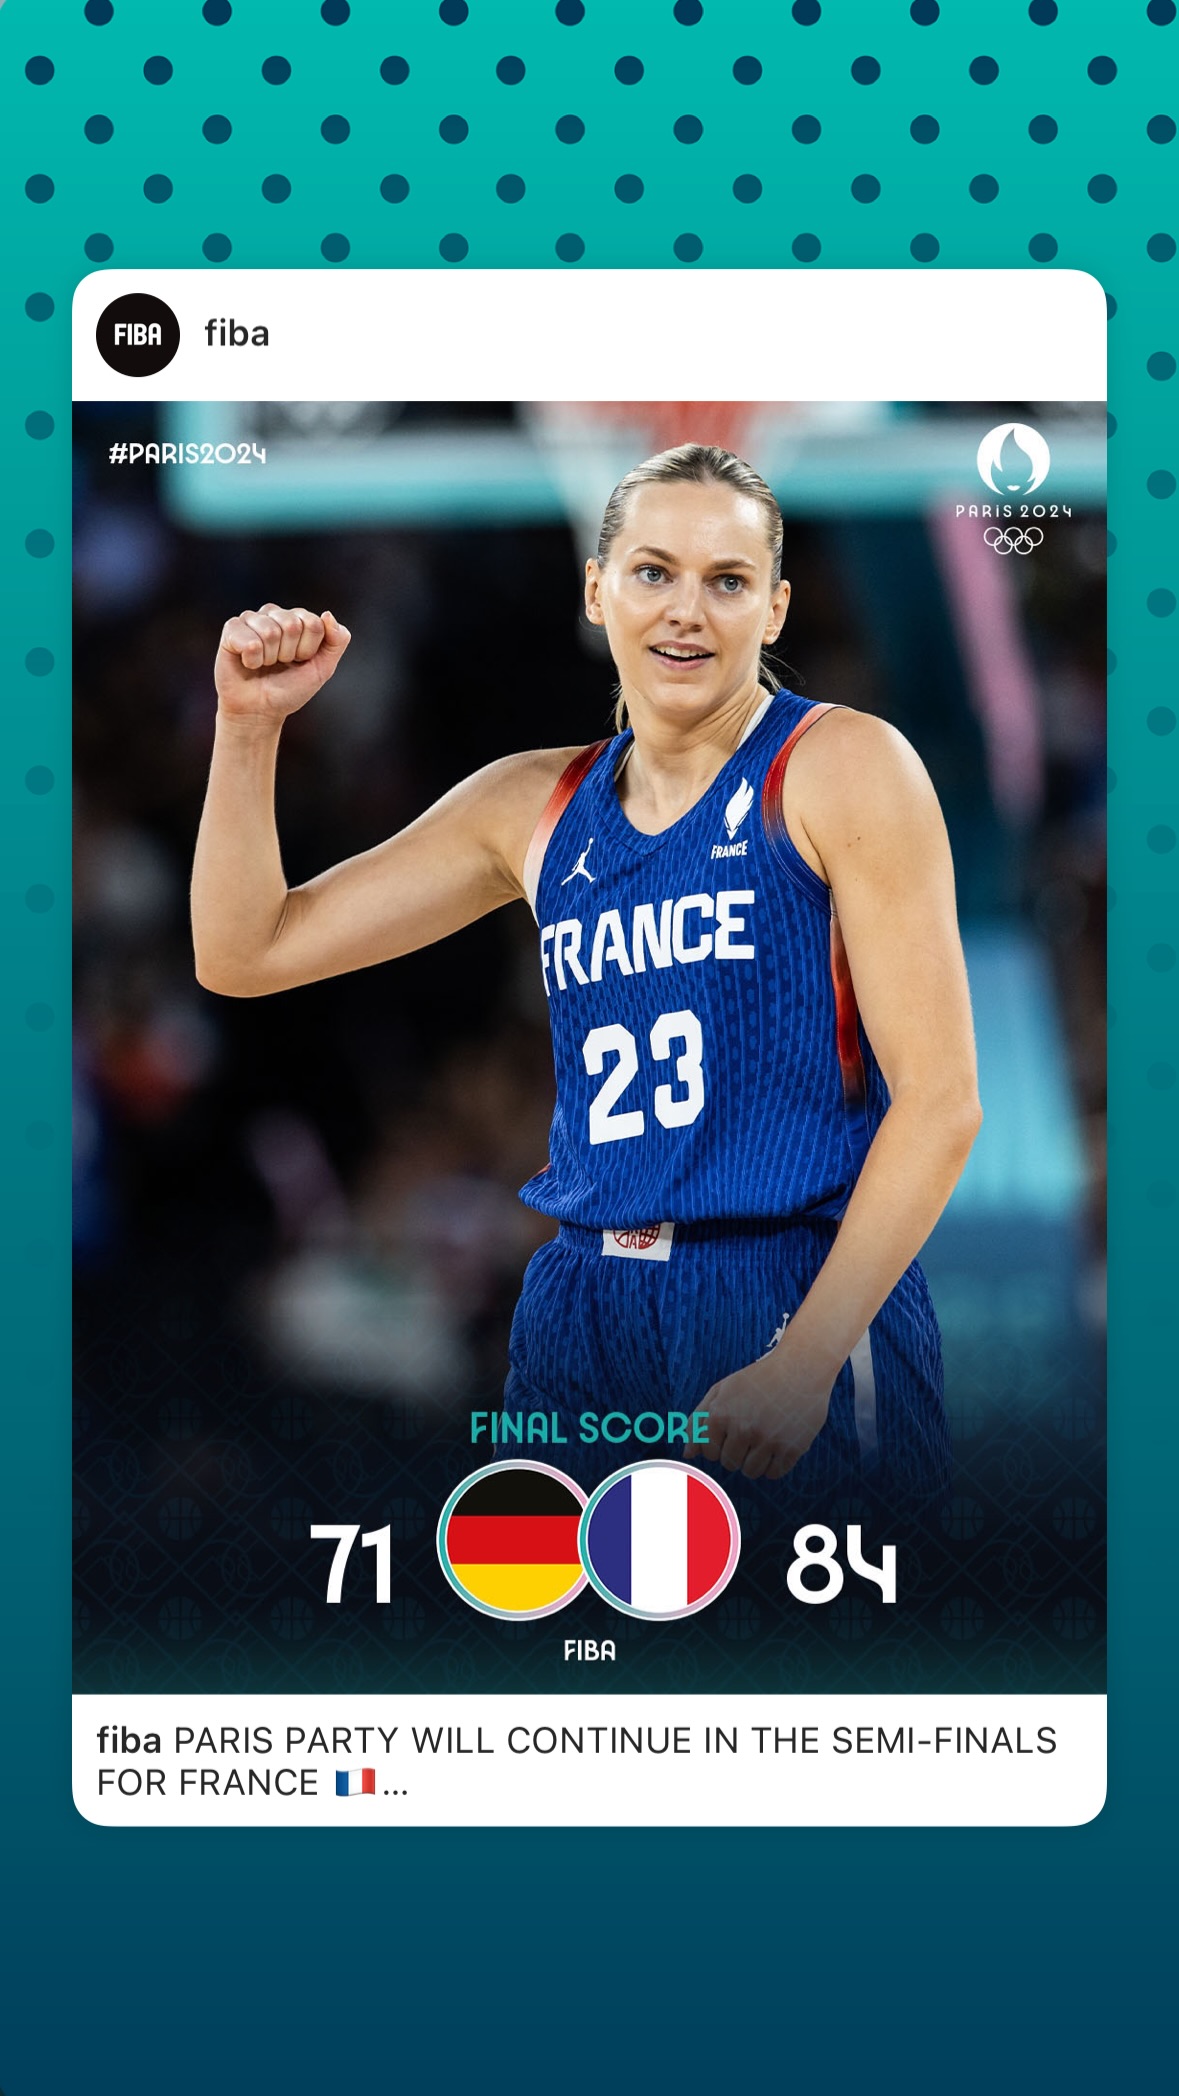 FIBA
fiba
#PARIS2024
PARIS 2024
FRANCE
FRANCE
23
FINAL SCORE
71 84
FIBA
fiba PARIS PARTY WILL CONTINUE IN THE SEMI-FINALS
FOR FRANCE 🇫🇷...